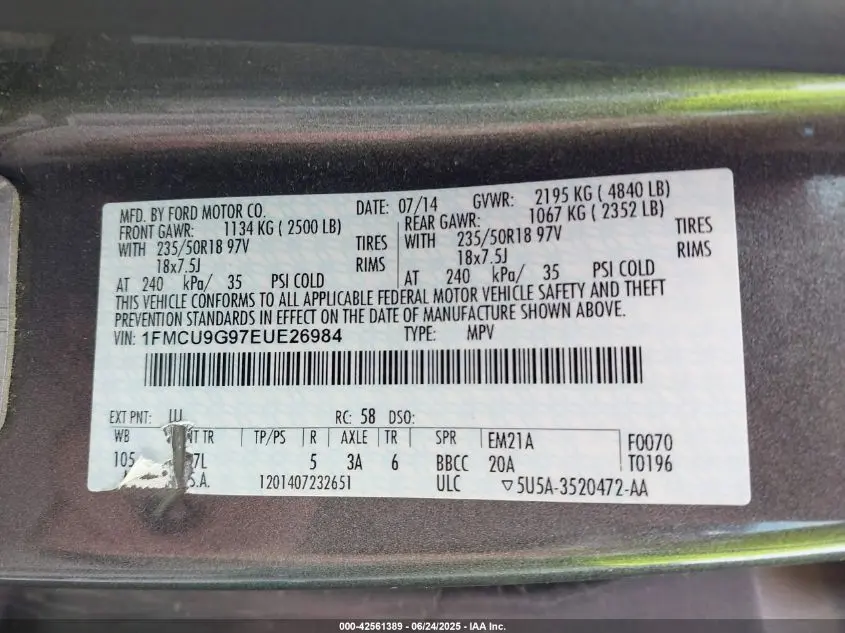 MFD. BY FORD MOTOR CO. DATE: 07/14 GVWR: 2195 KG ( 4840 LB)
FRONT GAWR: 1134 KG ( 2500 LB) REAR GAWR: 1067 KG ( 2352 LB)
WITH 235/50R18 97V TIRES WITH 235/50R18 97V TIRES
18x7.5J RIMS 18x7.5J RIMS
AT 240 kPa/ 35 PSI COLD AT 240 kPa/ 35 PSI COLD
THIS VEHICLE CONFORMS TO ALL APPLICABLE FEDERAL MOTOR VEHICLE SAFETY AND THEFT
PREVENTION STANDARDS IN EFFECT ON THE DATE OF MANUFACTURE SHOWN ABOVE.
VIN: 1FMCU9G97EUE26984 TYPE: MPV
EXT PNT: RC: 58 DSO:
WB TR TP/PS R AXLE TR SPR EM21A F0070
105 7L 5 3A 6 BBCC 20A T0196
S.A. 1201407232651 ULC ▽5U5A-3520472-AA
000-42561389 - 06/24/2025 - IAA Inc.